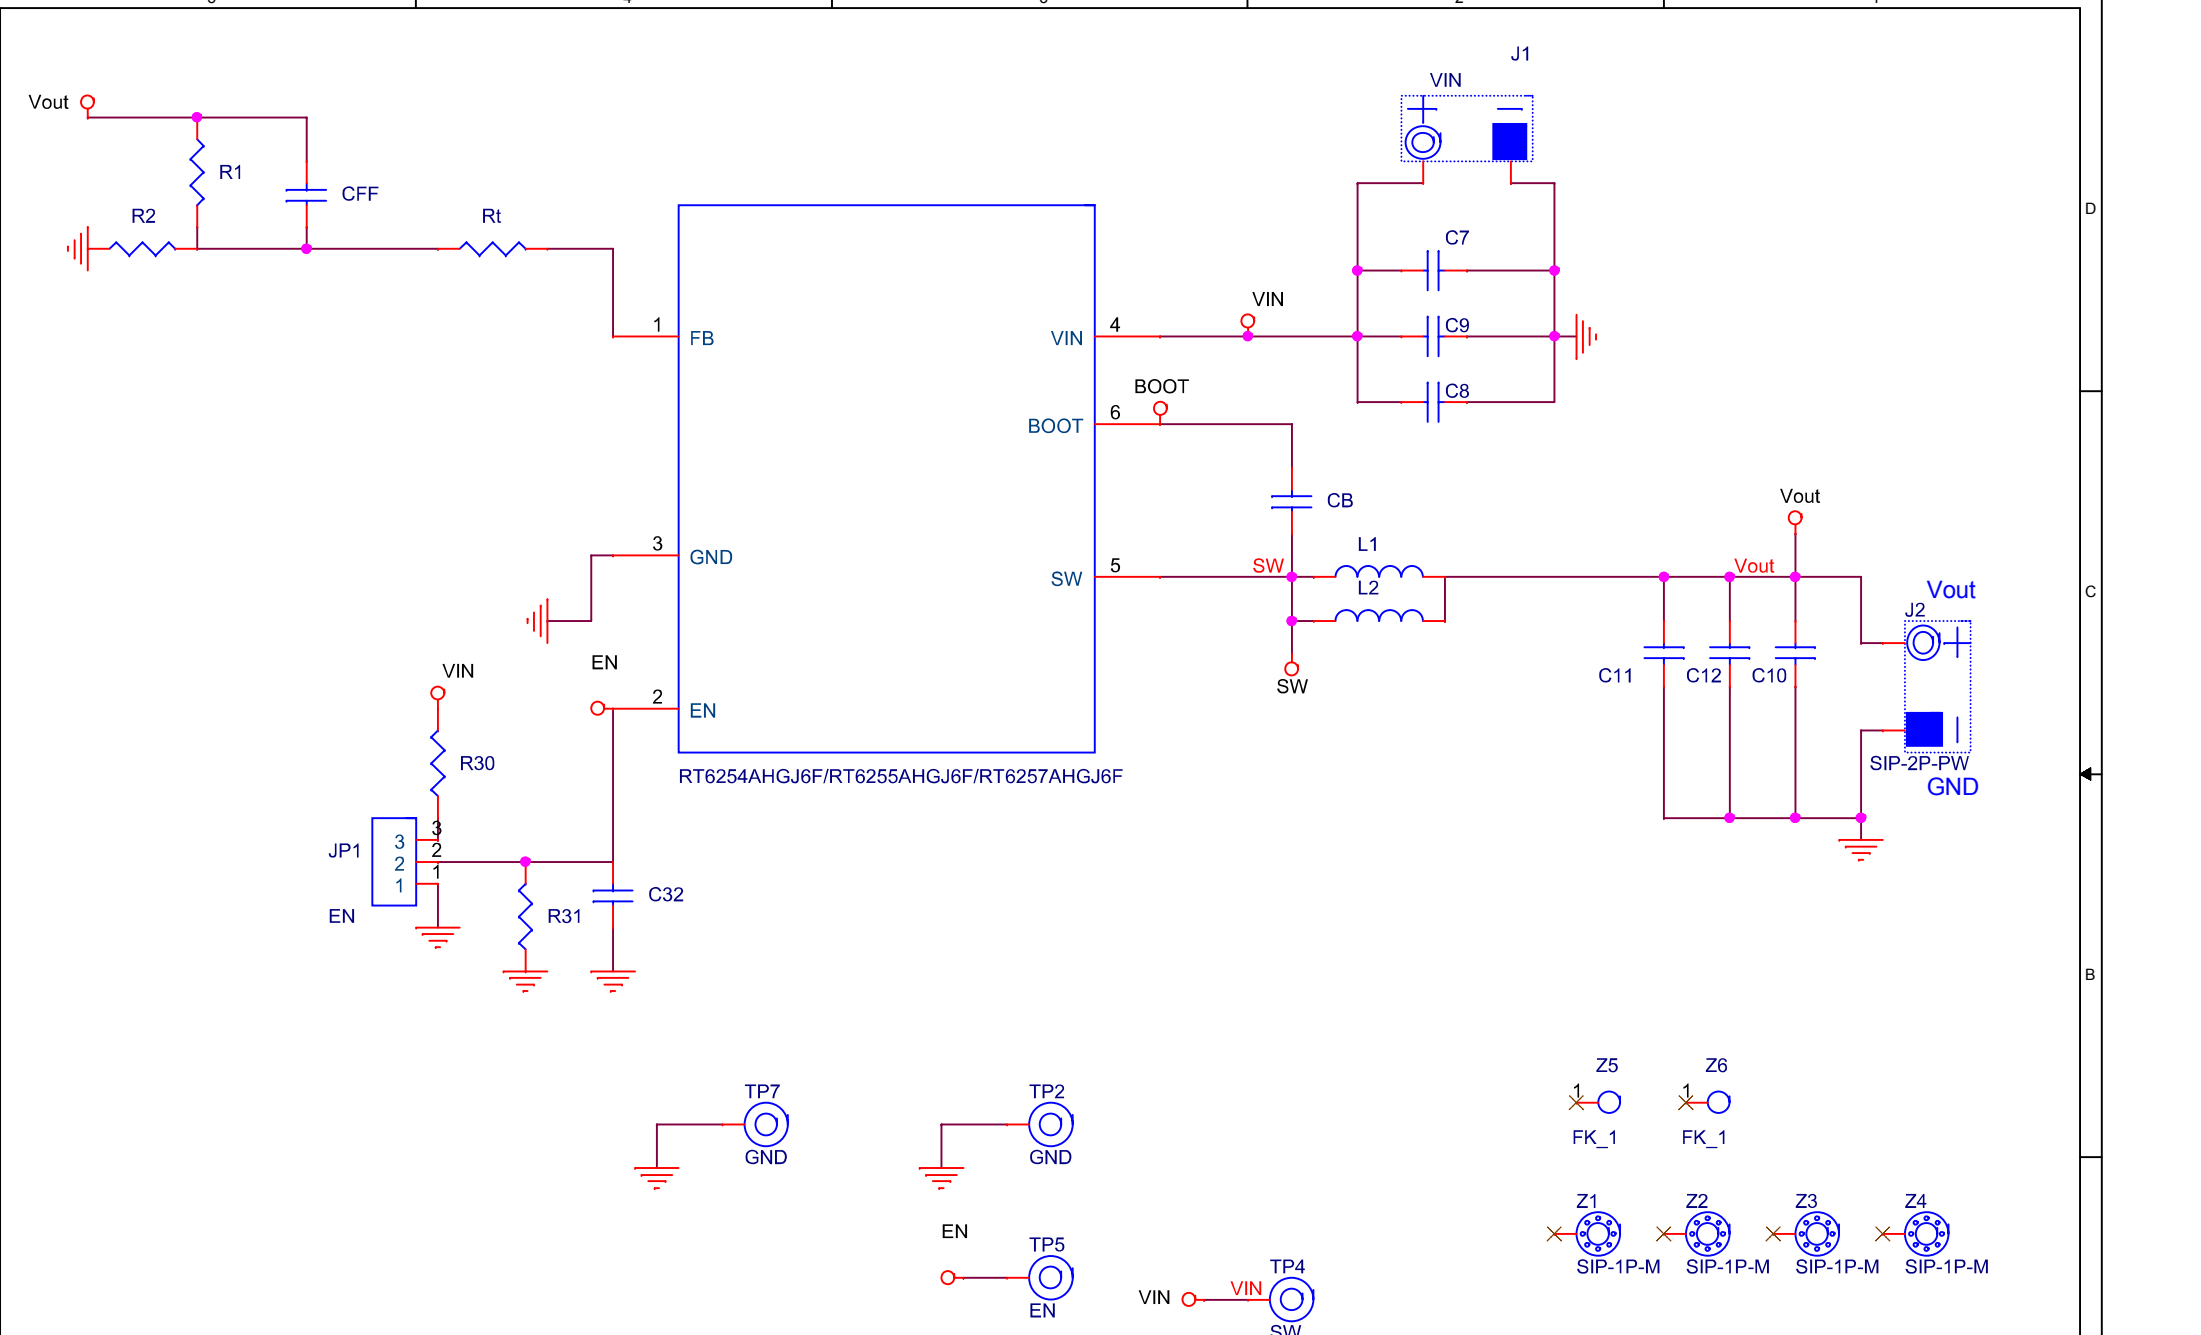 J1
VIN
Vout
R1
CFF
R2
Rt
D
C7
VIN
1
FB
VIN
4
C9
BOOT
6
BOOT
C8
CB
Vout
3
GND
SW
5
SW
L1
L2
Vout
Vout
C
J2
EN
SW
VIN
2
EN
C11
C12
C10
R30
RT6254AHGJ6F/RT6255AHGJ6F/RT6257AHGJ6F
SIP-2P-PW
GND
3
3
JP1
2
2
1
1
EN
R31
C32
B
Z5
Z6
1
1
FK_1
FK_1
TP7
TP2
GND
GND
Z1
Z2
Z3
Z4
SIP-1P-M
SIP-1P-M
SIP-1P-M
SIP-1P-M
EN
TP5
EN
TP4
VIN
VIN
SW